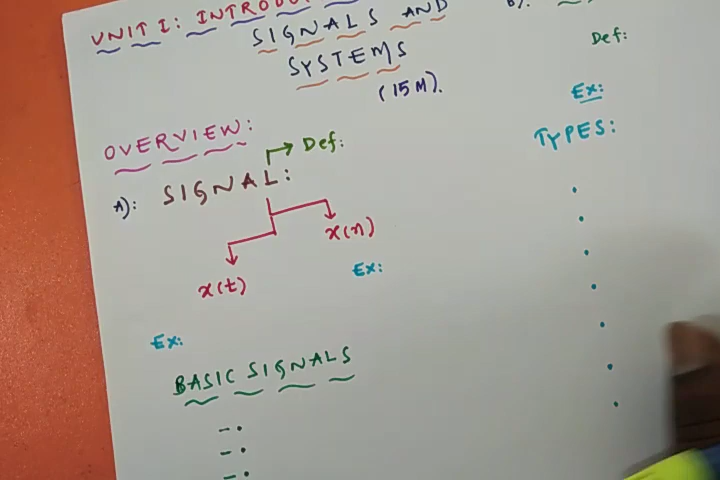 UNIT I: INTRODU
SIGNALS AND
SYSTEMS
(15M).
OVERVIEW:
Def:
A): SIGNAL:
x(n)
x(t)
Ex:
Ex:
BASIC SIGNALS
B):
Def:
Ex:
TYPES: